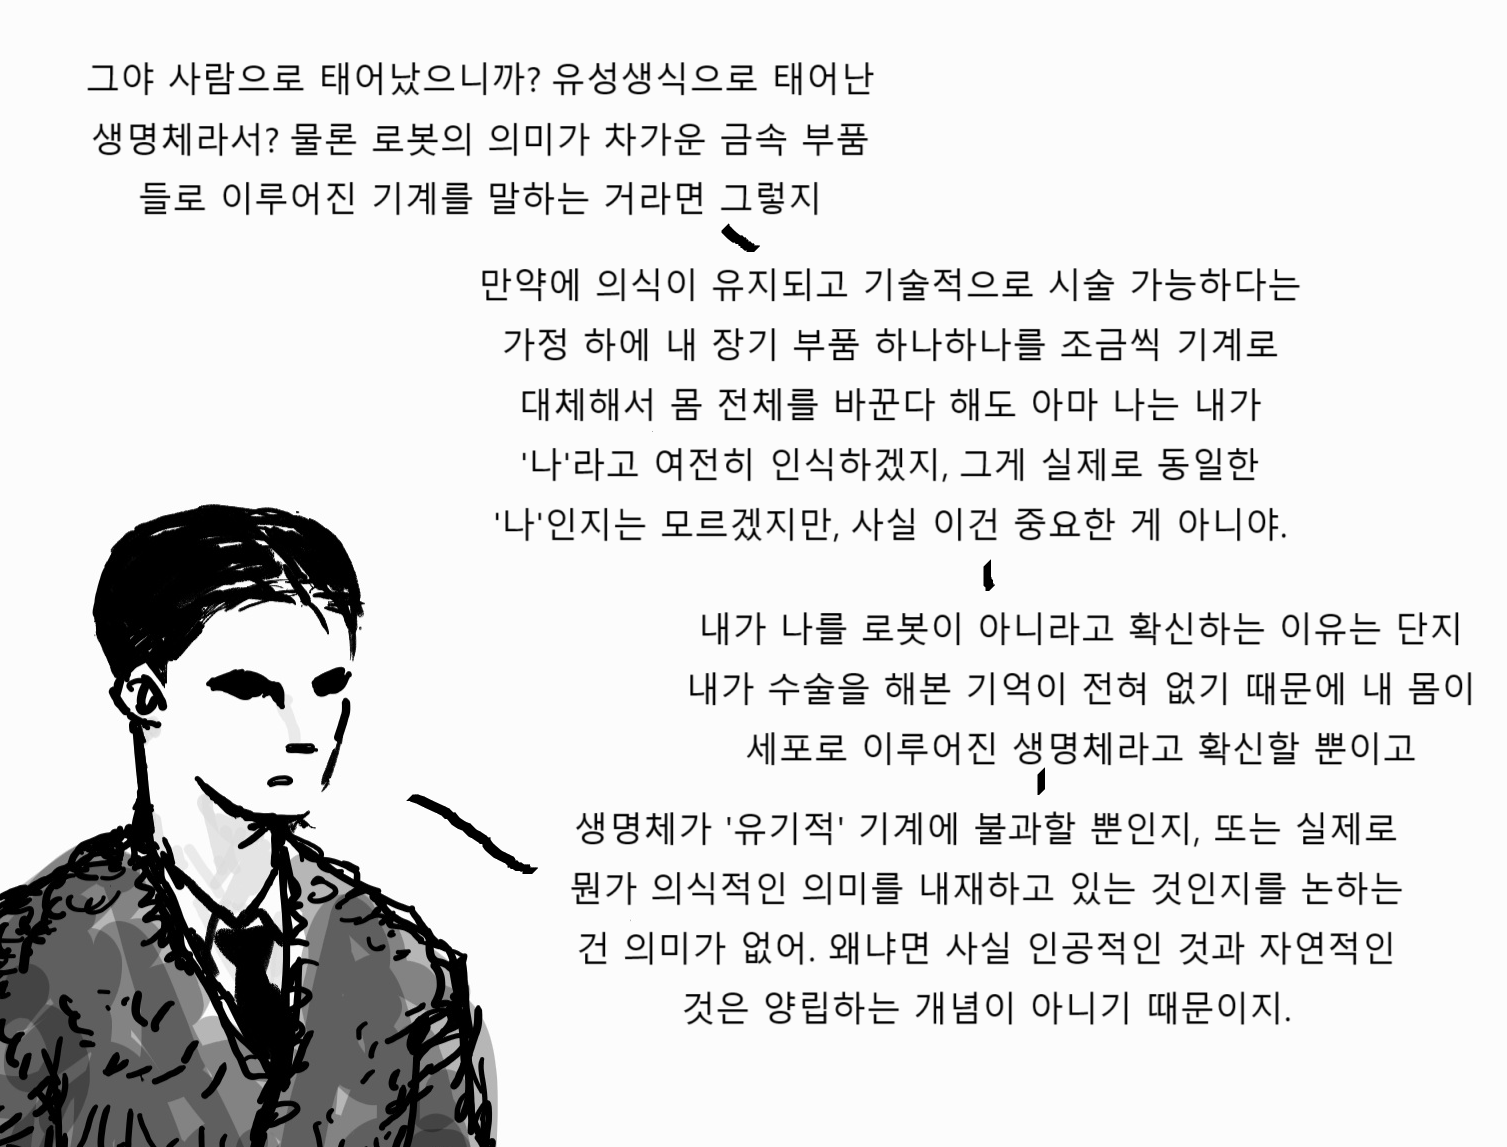 그야 사람으로 태어났으니까? 유성생식으로 태어난
생명체라서? 물론 로봇의 의미가 차가운 금속 부품
들로 이루어진 기계를 말하는 거라면 그렇지
만약에 의식이 유지되고 기술적으로 시술 가능하다는
가정 하에 내 장기 부품 하나하나를 조금씩 기계로
대체해서 몸 전체를 바꾼다 해도 아마 나는 내가
'나'라고 여전히 인식하겠지, 그게 실제로 동일한
'나'인지는 모르겠지만, 사실 이건 중요한 게 아니야.
내가 나를 로봇이 아니라고 확신하는 이유는 단지
내가 수술을 해본 기억이 전혀 없기 때문에 내 몸이
세포로 이루어진 생명체라고 확신할 뿐이고
생명체가 '유기적' 기계에 불과할 뿐인지, 또는 실제로
뭔가 의식적인 의미를 내재하고 있는 것인지를 논하는
건 의미가 없어. 왜냐면 사실 인공적인 것과 자연적인
것은 양립하는 개념이 아니기 때문이지.